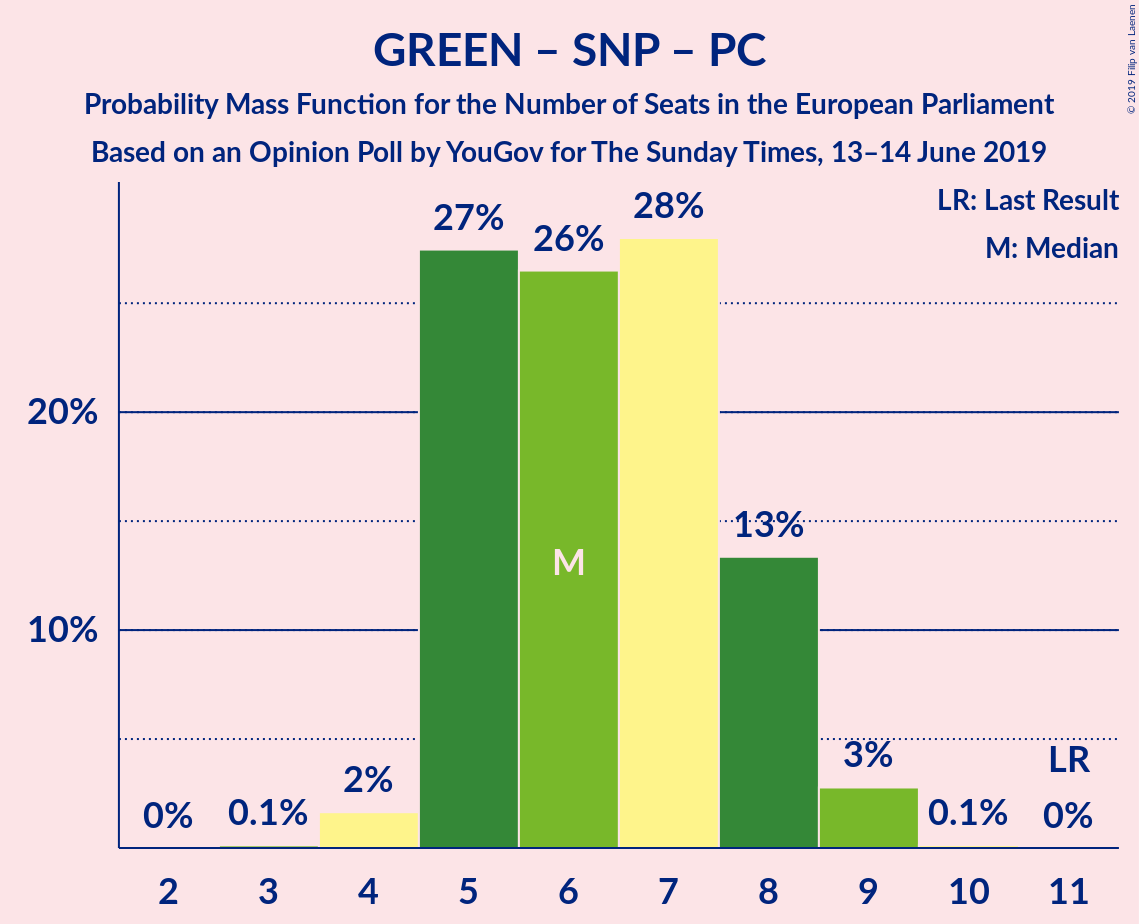 GREEN – SNP – PC
Probability Mass Function for the Number of Seats in the European Parliament
Based on an Opinion Poll by YouGov for The Sunday Times, 13–14 June 2019
© 2019 Filip van Laenen
LR: Last Result
M: Median
27%
26%
28%
20%
13%
M
10%
3%
LR
2%
0%
0.1%
0.1%
0%
2 3 4 5 6 7 8 9 10 11